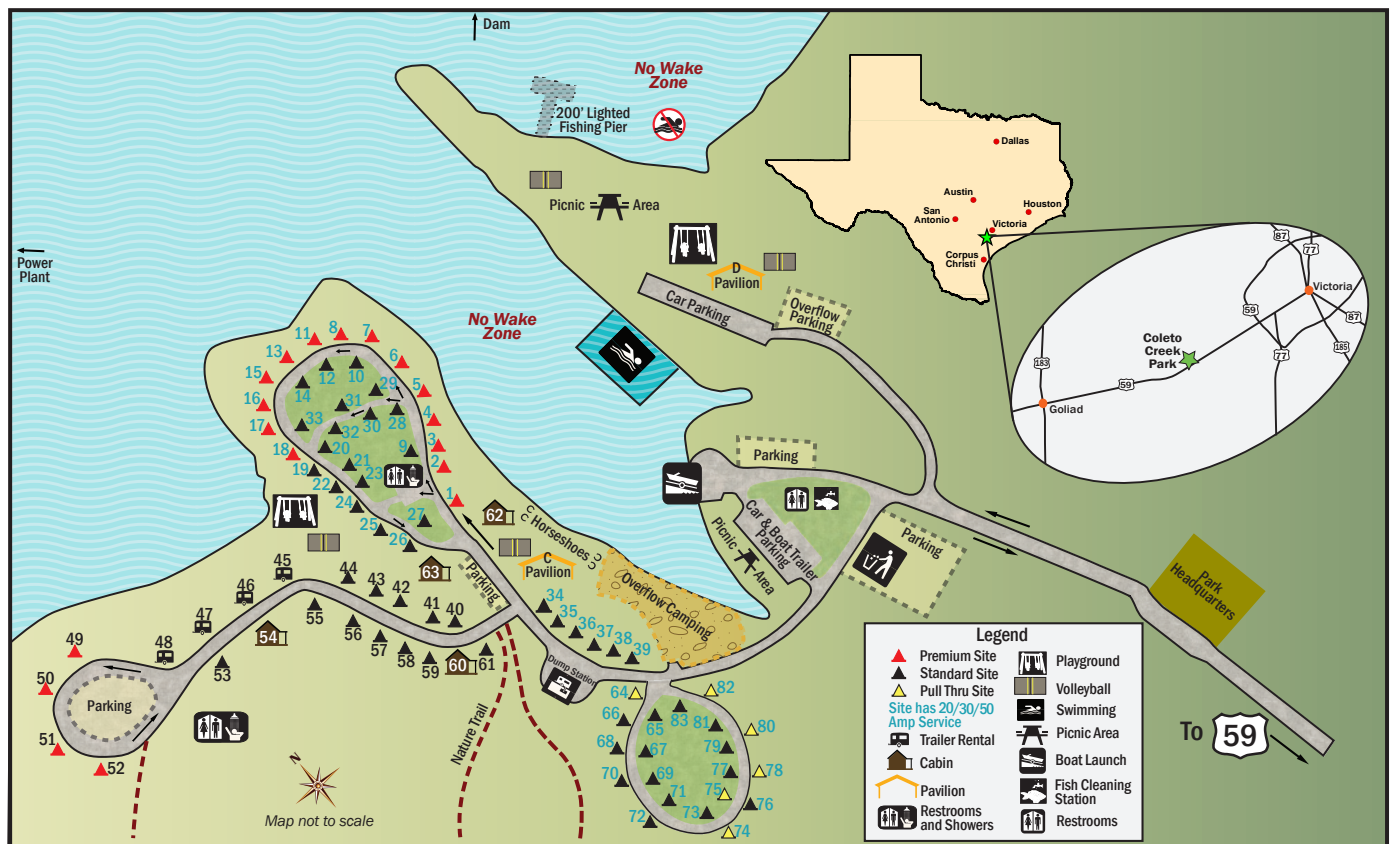 Dam
No Wake
Zone
200' Lighted
Fishing Pier
Picnic Area
Power
Plant
D
Pavilion
Car Parking
Overflow
Parking
No Wake
Zone
Dallas
Austin
San
Antonio
Houston
Victoria
Corpus
Christi
87
77
Victoria
59
87
77
185
Coleto
Creek
Park
183
59
Goliad
11
8
7
13
6
15
12
10
29
5
16
14
31
4
17
33
32
30
28
3
18
20
9
2
19
21
22
23
1
24
25
27
26
62
Horseshoes
C
Pavilion
63
Parking
Overflow Camping
Parking
Car & Boat Trailer
Parking
Picnic
Area
Parking
Park
Headquarters
45
44
46
43
42
47
41
40
34
35
36
37
38
39
49
48
54
55
56
57
58
59
60
61
53
50
Parking
51
52
Dump Station
Nature Trail
N
Map not to scale
64
82
66
65
83
81
80
68
67
79
70
69
77
78
75
71
76
72
73
74
Legend
Premium Site
Standard Site
Pull Thru Site
Site has 20/30/50
Amp Service
Trailer Rental
Cabin
Pavilion
Restrooms
and Showers
Playground
Volleyball
Swimming
Picnic Area
Boat Launch
Fish Cleaning
Station
Restrooms
To 59